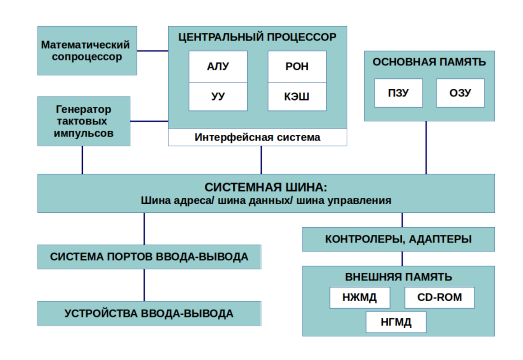 Математический
сопроцессор
ЦЕНТРАЛЬНЫЙ ПРОЦЕССОР
АЛУ
РОН
УУ
КЭШ
Интерфейсная система
ОСНОВНАЯ ПАМЯТЬ
ПЗУ
ОЗУ
Генератор
тактовых
импульсов
СИСТЕМНАЯ ШИНА:
Шина адреса/ шина данных/ шина управления
СИСТЕМА ПОРТОВ ВВОДА-ВЫВОДА
УСТРОЙСТВА ВВОДА-ВЫВОДА
КОНТРОЛЕРЫ, АДАПТЕРЫ
ВНЕШНЯЯ ПАМЯТЬ
НЖМД
CD-ROM
НГМД